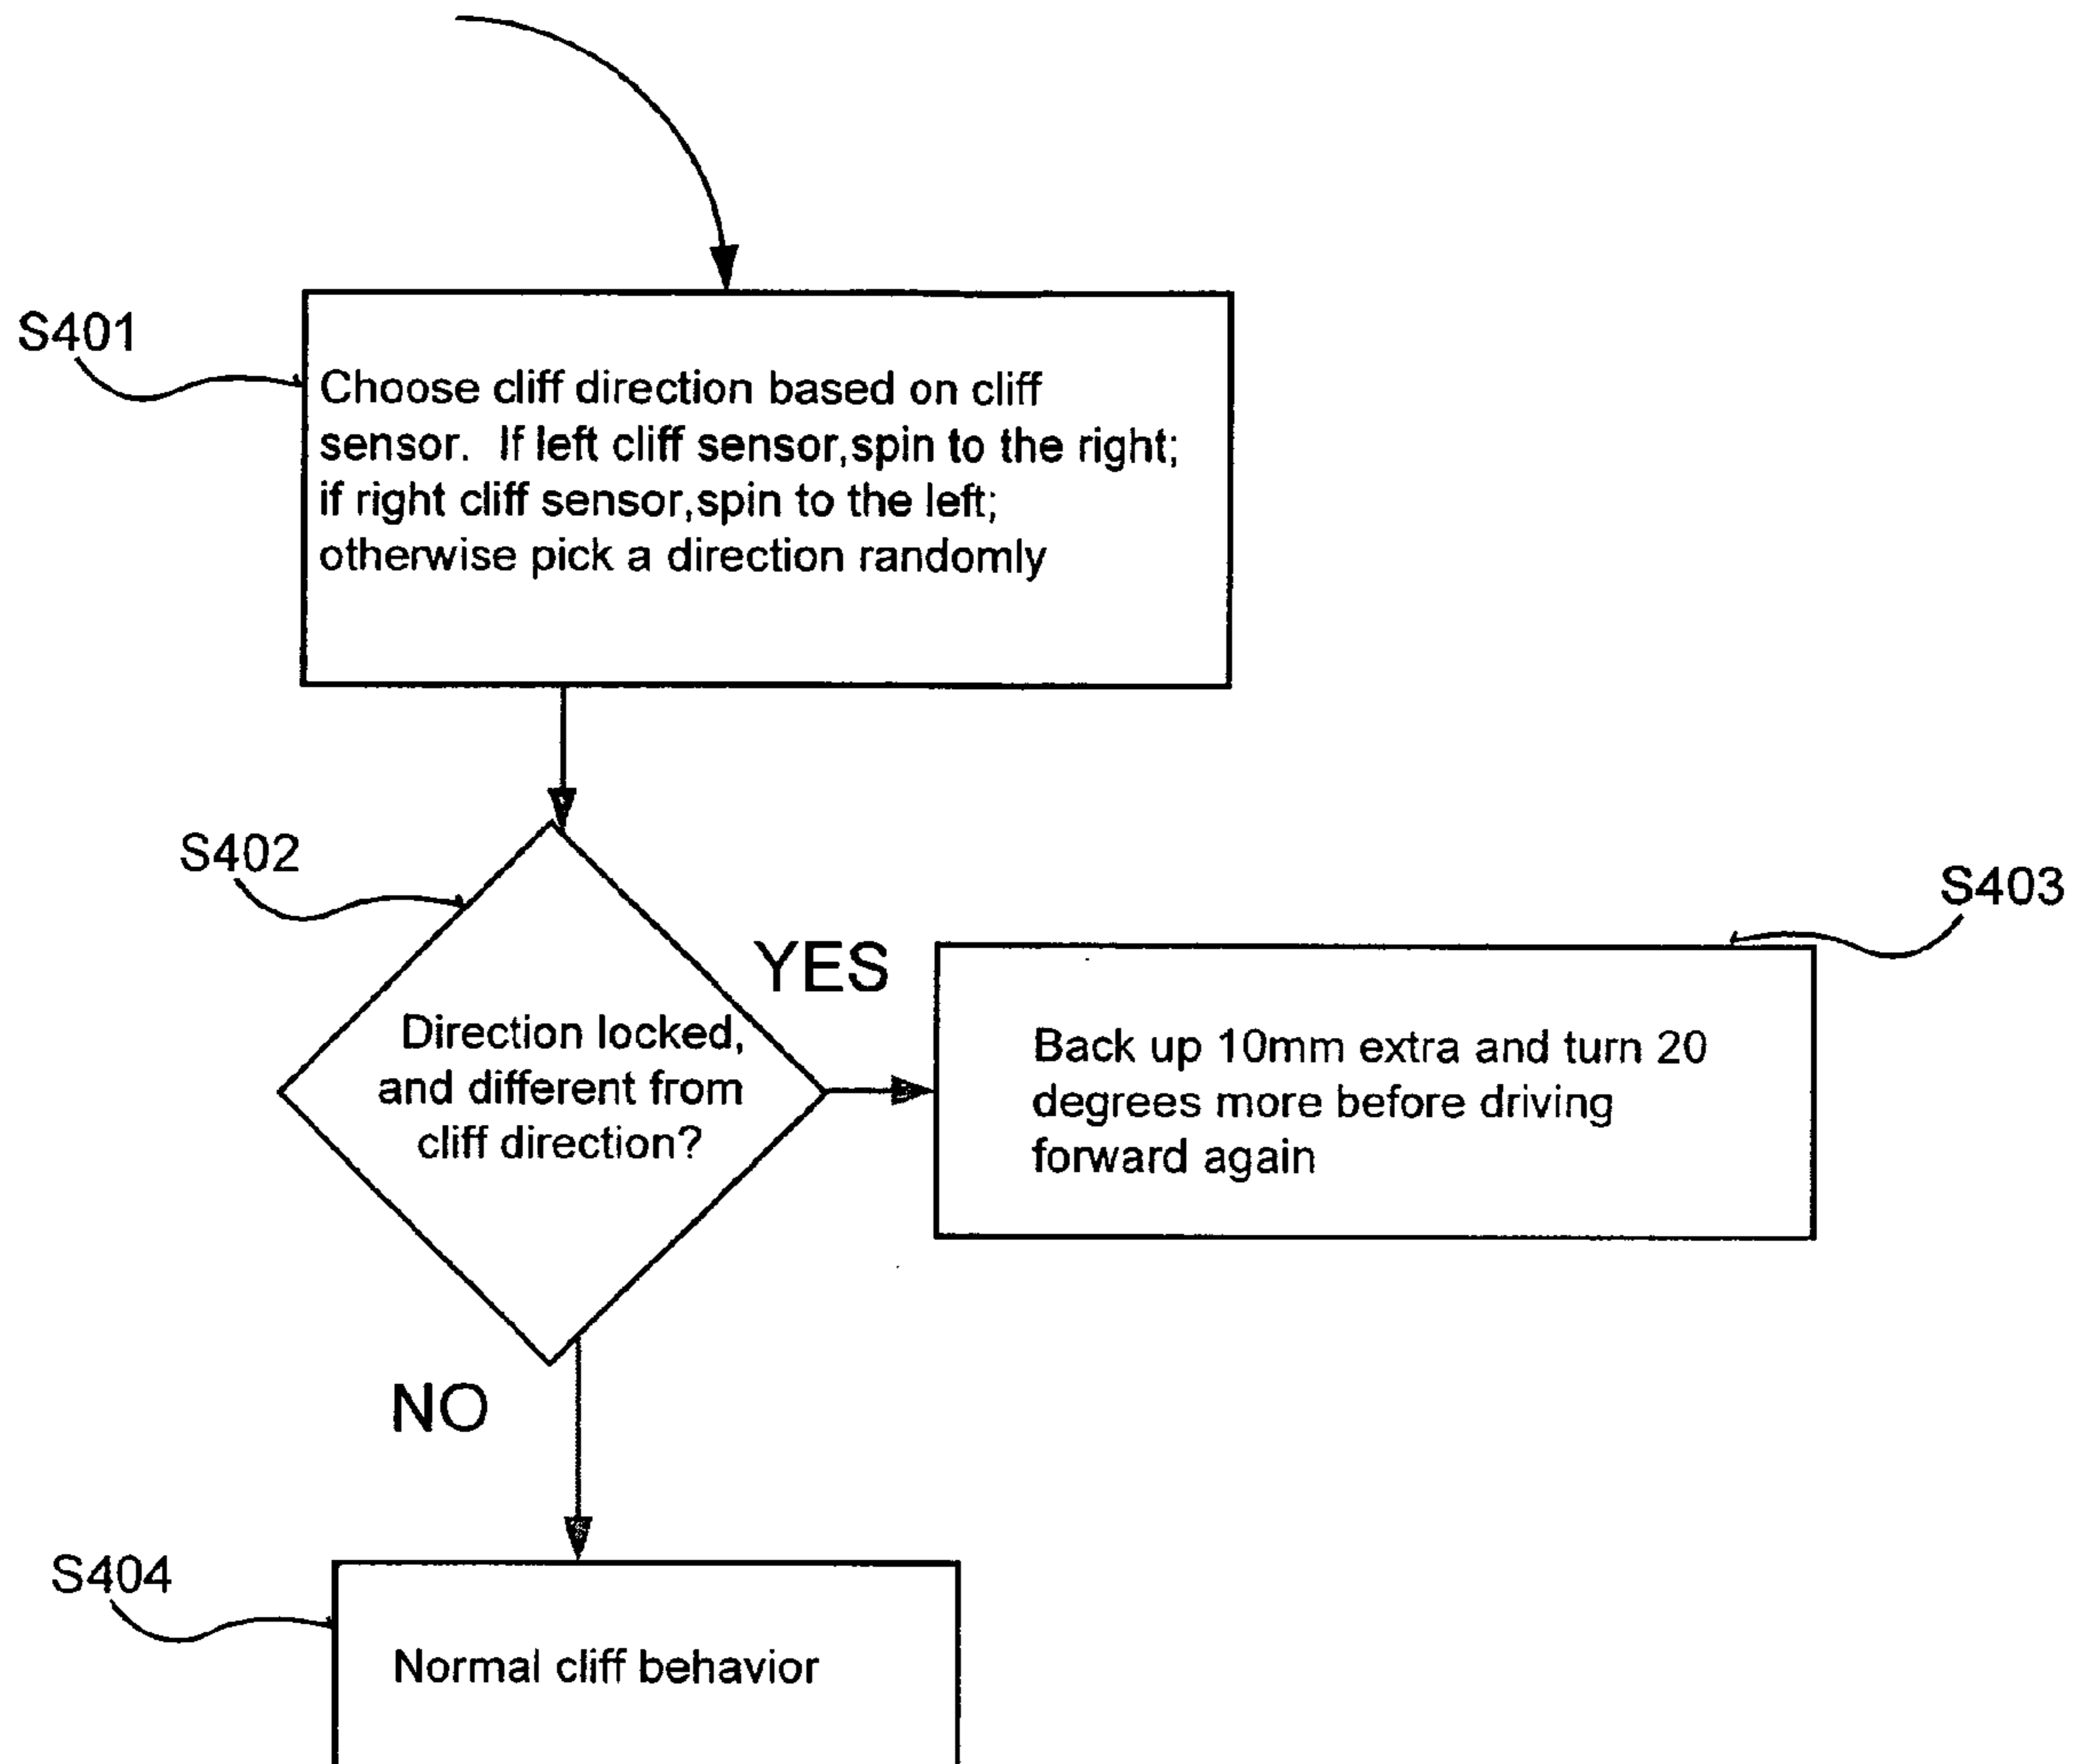 S401
Choose cliff direction based on cliff
sensor. If left cliff sensor,spin to the right;
if right cliff sensor,spin to the left;
otherwise pick a direction randomly
S402
S403
YES
Direction locked,
and different from
cliff direction?
Back up 10mm extra and turn 20
degrees more before driving
forward again
NO
S404
Normal cliff behavior